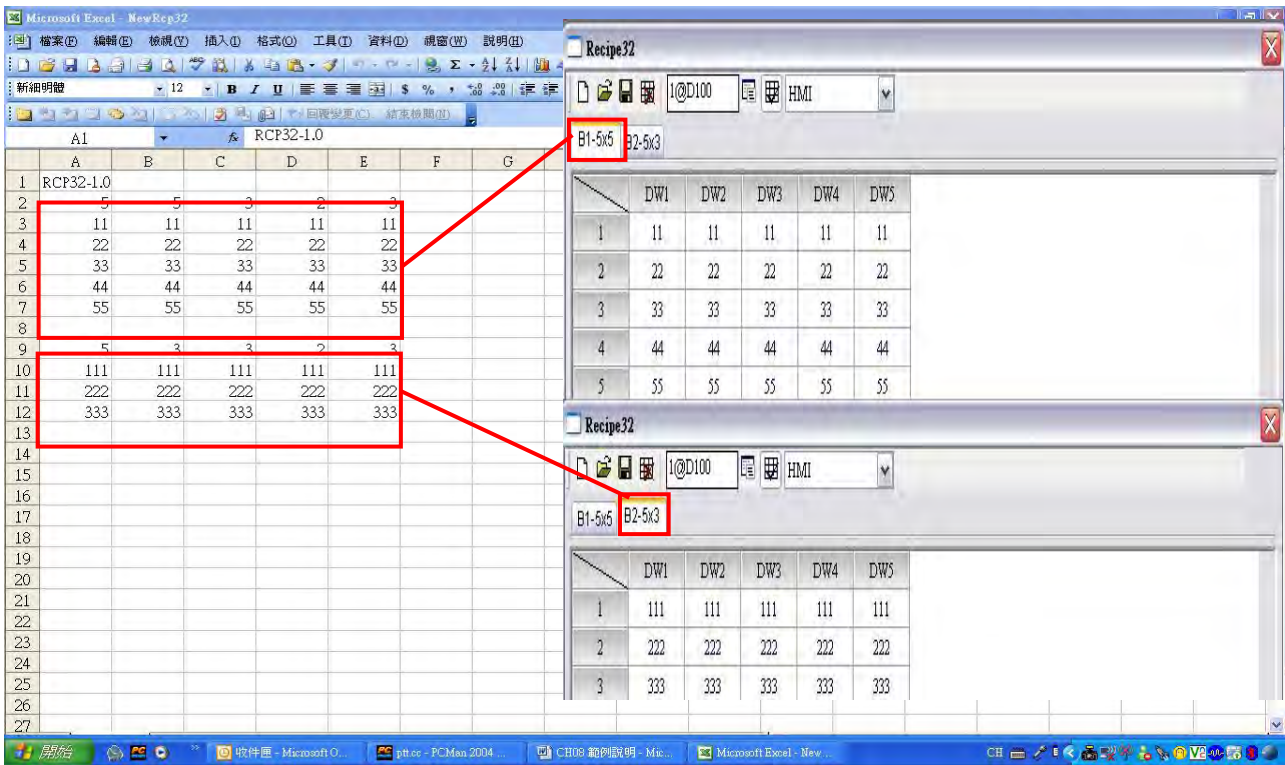 Microsoft Excel - NewRcp32
檔案(F) 編輯(E) 檢視(V) 插入(I) 格式(O) 工具(T) 資料(D) 視窗(W) 說明(H)
新細明體 12 B I U $ % ,
回覆變更(C) 結束檢閱(N)
A1 fx RCP32-1.0
A B C D E F G
1 RCP32-1.0
2 5 5 3 2 3
3 11 11 11 11 11
4 22 22 22 22 22
5 33 33 33 33 33
6 44 44 44 44 44
7 55 55 55 55 55
8
9 5 3 3 2 3
10 111 111 111 111 111
11 222 222 222 222 222
12 333 333 333 333 333
13
14
15
16
17
18
19
20
21
22
23
24
25
26
27
Recipe32
1@D100 HMI
B1-5x5 B2-5x3
DW1 DW2 DW3 DW4 DW5
1 11 11 11 11 11
2 22 22 22 22 22
3 33 33 33 33 33
4 44 44 44 44 44
5 55 55 55 55 55
Recipe32
1@D100 HMI
B1-5x5 B2-5x3
DW1 DW2 DW3 DW4 DW5
1 111 111 111 111 111
2 222 222 222 222 222
3 333 333 333 333 333
開始 收件匣 - Microsoft O... ptt.cc - PCMan 2004 ... CH08 範例說明 - Mic... Microsoft Excel - New ... CH